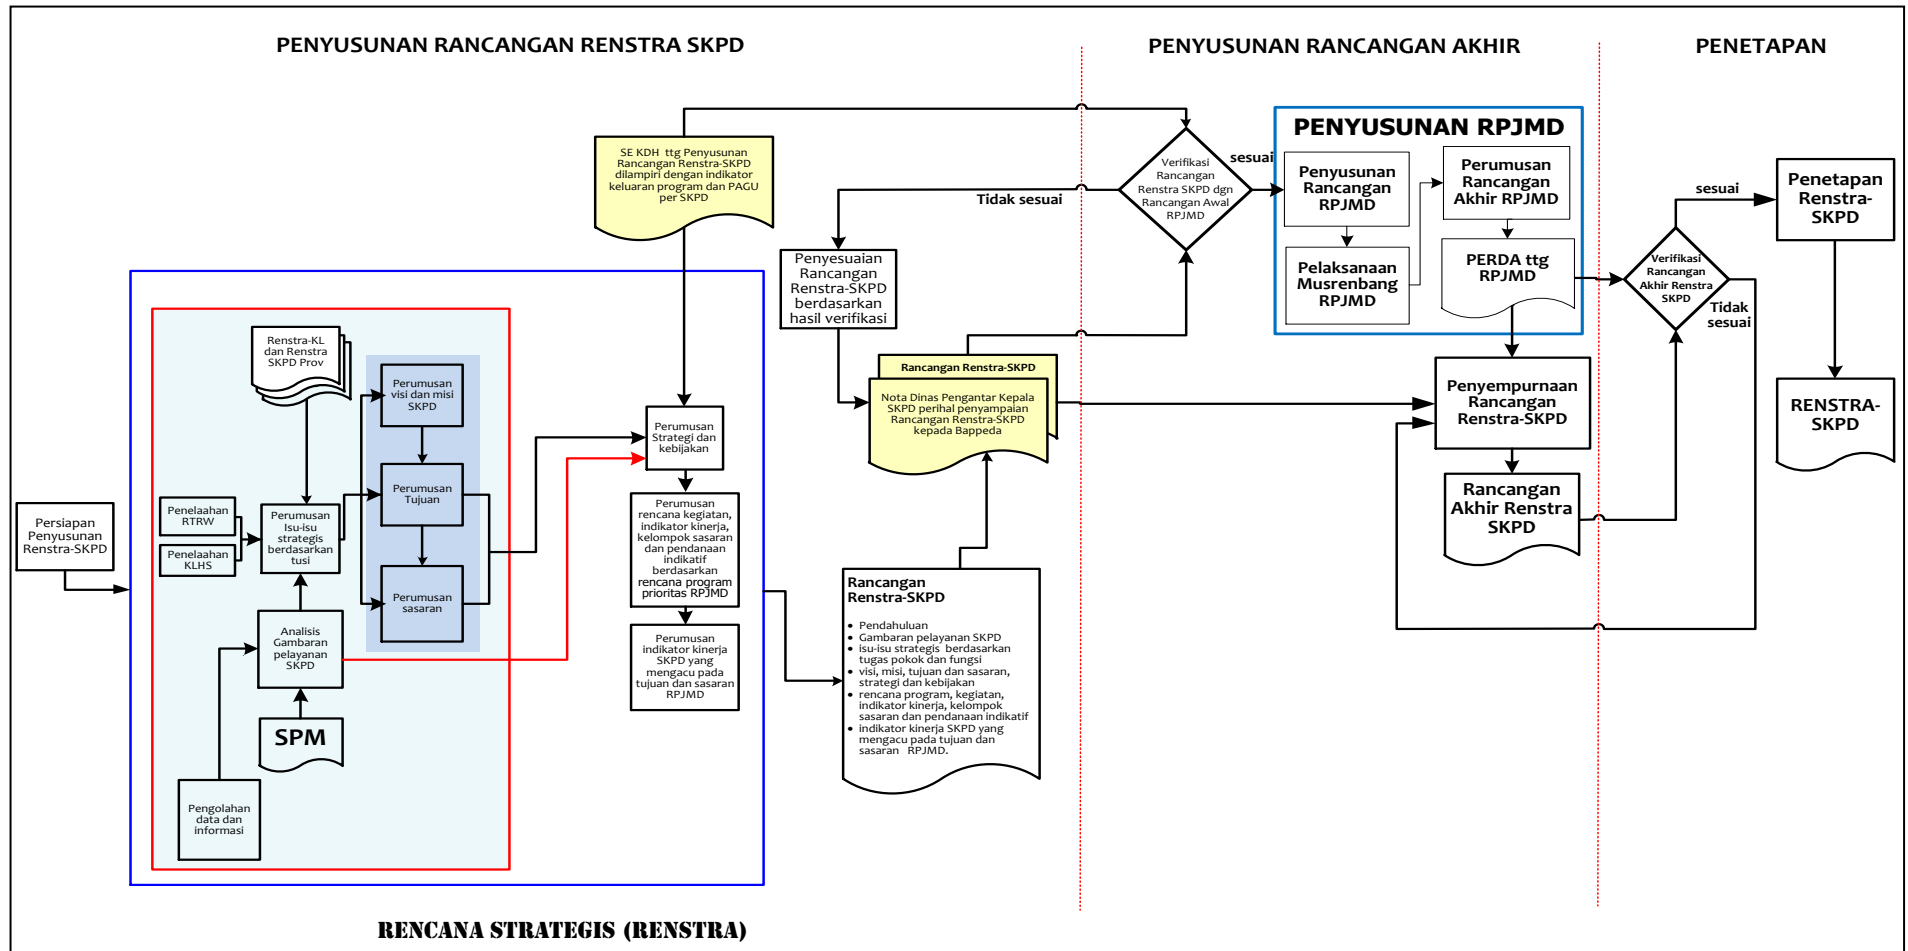 PENYUSUNAN RANCANGAN RENSTRA SKPD
PENYUSUNAN RANCANGAN AKHIR
PENETAPAN
SE KDH ttg Penyusunan
Rancangan Renstra-SKPD
dilampiri dengan indikator
keluaran program dan PAGU
per SKPD
Verifikasi
Rancangan
Renstra SKPD dgn
Rancangan Awal
RPJMD
sesuai
Tidak sesuai
PENYUSUNAN RPJMD
Penyusunan
Rancangan
RPJMD
Perumusan
Rancangan
Akhir RPJMD
Pelaksanaan
Musrenbang
RPJMD
PERDA ttg
RPJMD
Verifikasi
Rancangan
Akhir Renstra
SKPD
sesuai
Tidak
sesuai
Penetapan
Renstra-
SKPD
RENSTRA-
SKPD
Penyesuaian
Rancangan
Renstra-SKPD
berdasarkan
hasil verifikasi
Rancangan Renstra-SKPD
Nota Dinas Pengantar Kepala
SKPD perihal penyampaian
Rancangan Renstra-SKPD
kepada Bappeda
Penyempurnaan
Rancangan
Renstra-SKPD
Rancangan
Akhir Renstra
SKPD
Renstra-KL
dan Renstra
SKPD Prov
Perumusan
visi dan misi
SKPD
Perumusan
Tujuan
Perumusan
sasaran
Perumusan
Strategi dan
kebijakan
Persiapan
Penyusunan
Renstra-SKPD
Penelaahan
RTRW
Penelaahan
KLHS
Perumusan
Isu-isu
strategis
berdasarkan
tusi
Analisis
Gambaran
pelayanan
SKPD
SPM
Pengolahan
data dan
informasi
Perumusan
rencana kegiatan,
indikator kinerja,
kelompok sasaran
dan pendanaan
indikatif
berdasarkan
rencana program
prioritas RPJMD
Perumusan
indikator kinerja
SKPD yang
mengacu pada
tujuan dan sasaran
RPJMD
Rancangan
Renstra-SKPD
• Pendahuluan
• Gambaran pelayanan SKPD
• isu-isu strategis berdasarkan
tugas pokok dan fungsi
• visi, misi, tujuan dan sasaran,
strategi dan kebijakan
• rencana program, kegiatan,
indikator kinerja, kelompok
sasaran dan pendanaan indikatif
• indikator kinerja SKPD yang
mengacu pada tujuan dan
sasaran RPJMD.
RENCANA STRATEGIS (RENSTRA)